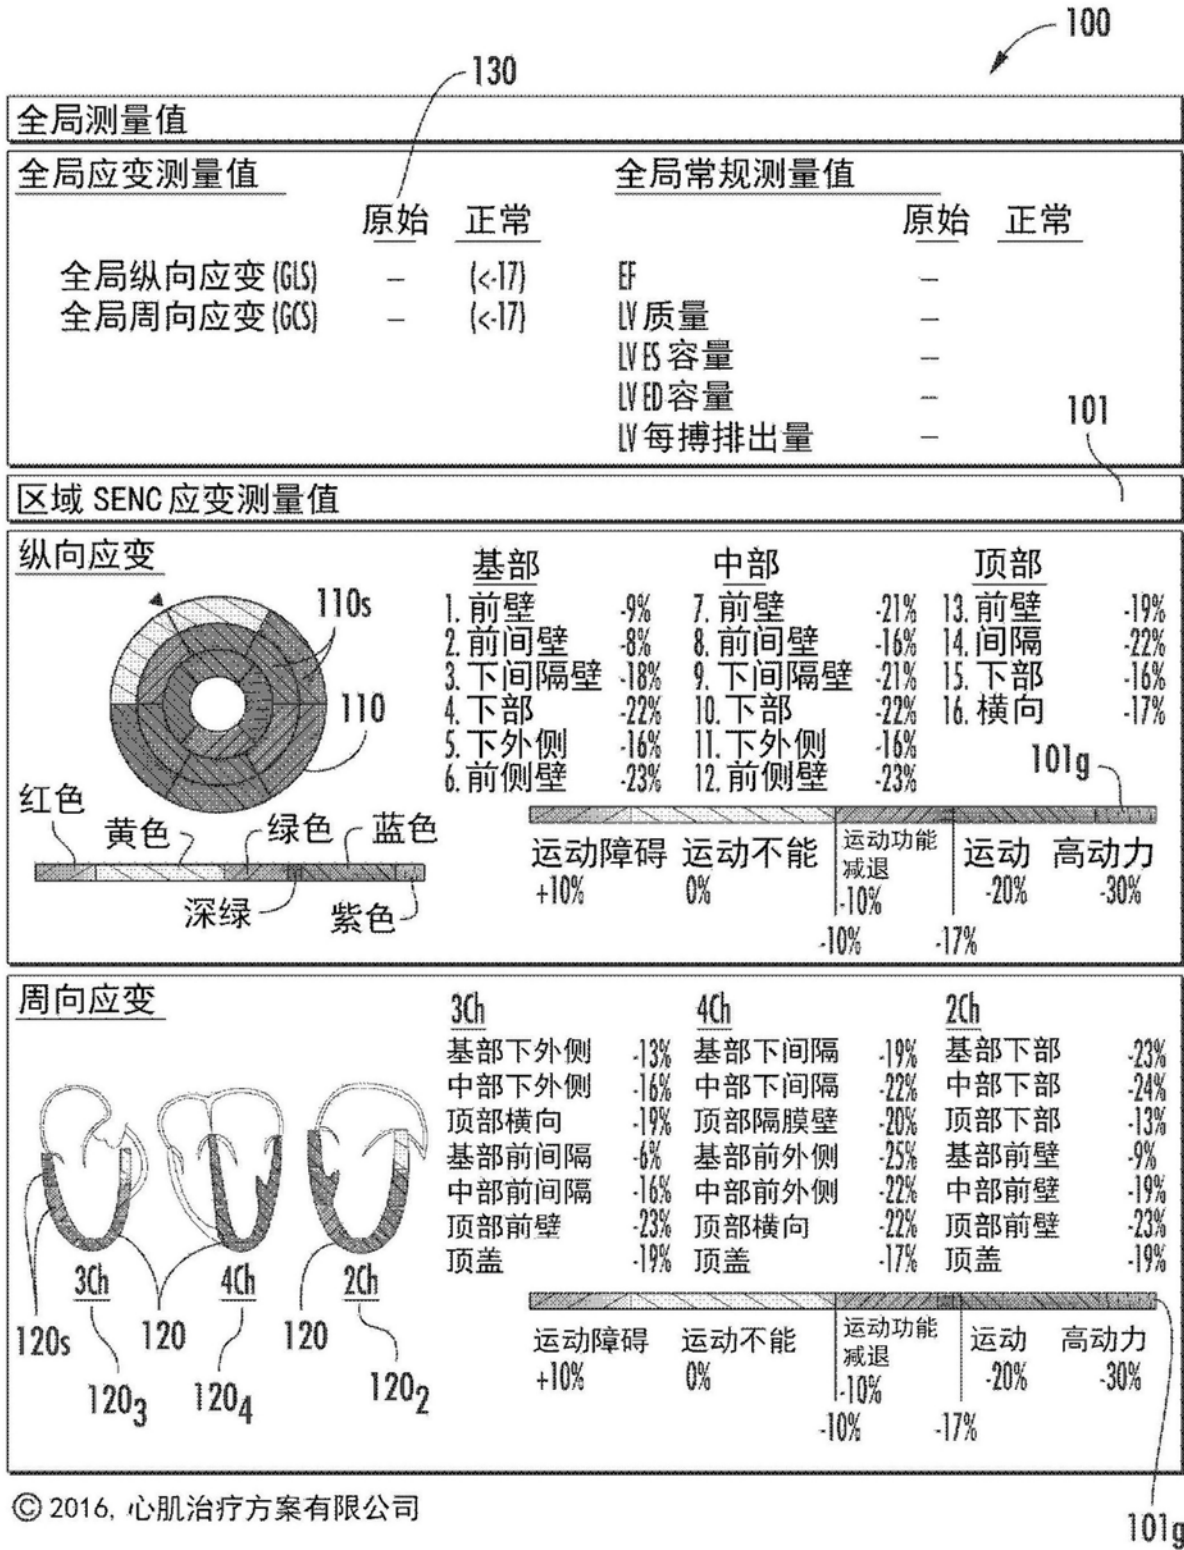 100
130
全局测量值
全局应变测量值 全局常规测量值
原始 正常 原始 正常
全局纵向应变(GLS) – (<-17) EF –
全局周向应变(GCS) – (<-17) LV质量 –
LV ES 容量 –
LV ED容量 –
LV 每搏排出量 –
101
区域 SENC 应变测量值
纵向应变
基部 中部 顶部
110s
1. 前壁 -9% 7. 前壁 -21% 13. 前壁 -19%
2. 前间壁 -8% 8. 前间壁 -16% 14. 间隔 -22%
3. 下间隔壁 -18% 9. 下间隔壁 -21% 15. 下部 -16%
110
4. 下部 -22% 10. 下部 -22% 16. 横向 -17%
5. 下外侧 -16% 11. 下外侧 -16%
6. 前侧壁 -23% 12. 前侧壁 -23%
101g
红色
黄色 绿色 蓝色
深绿 紫色
运动障碍 运动不能 运动功能减退 运动 高动力
+10% 0% -10% -20% -30%
-10% -17%
周向应变
3Ch 4Ch 2Ch
基部下外侧 -13% 基部下间隔 -19% 基部下部 -23%
中部下外侧 -16% 中部下间隔 -22% 中部下部 -24%
顶部横向 -19% 顶部隔膜壁 -20% 顶部下部 -13%
基部前间隔 -6% 基部前外侧 -25% 基部前壁 -9%
中部前间隔 -16% 中部前外侧 -22% 中部前壁 -19%
顶部前壁 -23% 顶部横向 -22% 顶部前壁 -23%
顶盖 -19% 顶盖 -17% 顶盖 -19%
3Ch 4Ch 2Ch
120s 120 120
120₃ 120₄ 120₂
运动障碍 运动不能 运动功能减退 运动 高动力
+10% 0% -10% -20% -30%
-10% -17%
© 2016, 心肌治疗方案有限公司
101g